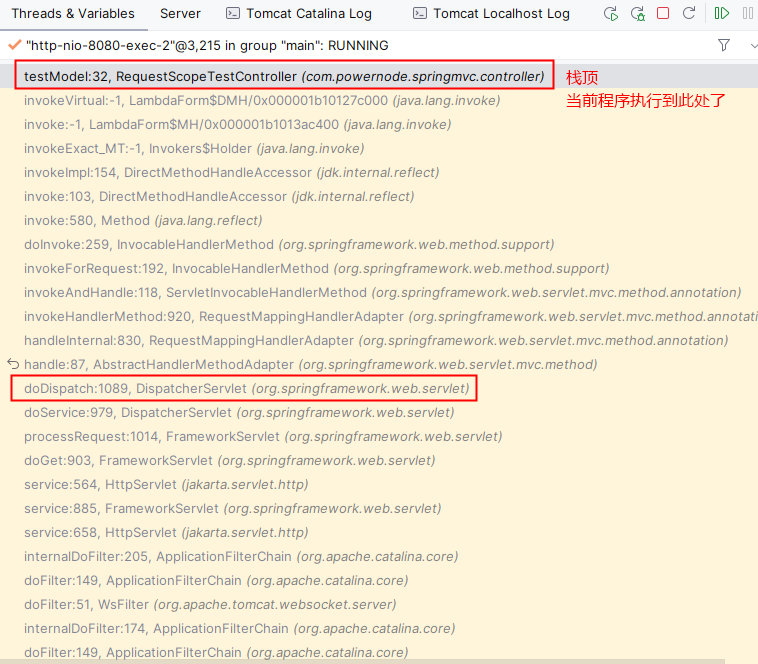 Threads & Variables Server Tomcat Catalina Log Tomcat Localhost Log
"http-nio-8080-exec-2"@3,215 in group "main": RUNNING
testModel:32, RequestScopeTestController (com.powernode.springmvc.controller) 栈顶
invokeVirtual:-1, LambdaForm$DMH/0x000001b10127c000 (java.lang.invoke) 当前程序执行到此处了
invoke:-1, LambdaForm$MH/0x000001b1013ac400 (java.lang.invoke)
invokeExact_MT:-1, Invokers$Holder (java.lang.invoke)
invokeImpl:154, DirectMethodHandleAccessor (jdk.internal.reflect)
invoke:103, DirectMethodHandleAccessor (jdk.internal.reflect)
invoke:580, Method (java.lang.reflect)
doInvoke:259, InvocableHandlerMethod (org.springframework.web.method.support)
invokeForRequest:192, InvocableHandlerMethod (org.springframework.web.method.support)
invokeAndHandle:118, ServletInvocableHandlerMethod (org.springframework.web.servlet.mvc.method.annotation)
invokeHandlerMethod:920, RequestMappingHandlerAdapter (org.springframework.web.servlet.mvc.method.annotati
handleInternal:830, RequestMappingHandlerAdapter (org.springframework.web.servlet.mvc.method.annotation)
handle:87, AbstractHandlerMethodAdapter (org.springframework.web.servlet.mvc.method)
doDispatch:1089, DispatcherServlet (org.springframework.web.servlet)
doService:979, DispatcherServlet (org.springframework.web.servlet)
processRequest:1014, FrameworkServlet (org.springframework.web.servlet)
doGet:903, FrameworkServlet (org.springframework.web.servlet)
service:564, HttpServlet (jakarta.servlet.http)
service:885, FrameworkServlet (org.springframework.web.servlet)
service:658, HttpServlet (jakarta.servlet.http)
internalDoFilter:205, ApplicationFilterChain (org.apache.catalina.core)
doFilter:149, ApplicationFilterChain (org.apache.catalina.core)
doFilter:51, WsFilter (org.apache.tomcat.websocket.server)
internalDoFilter:174, ApplicationFilterChain (org.apache.catalina.core)
doFilter:149, ApplicationFilterChain (org.apache.catalina.core)